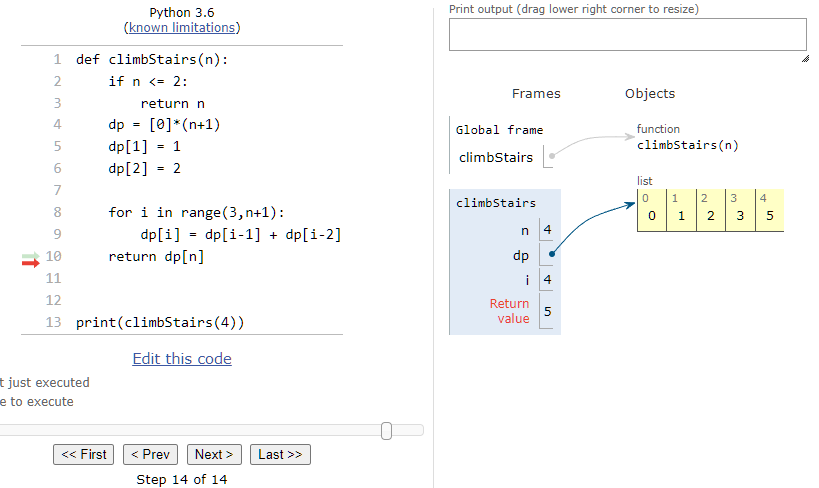 Python 3.6
(known limitations)
1 def climbStairs(n):
2 if n <= 2:
3 return n
4 dp = [0]*(n+1)
5 dp[1] = 1
6 dp[2] = 2
7
8 for i in range(3,n+1):
9 dp[i] = dp[i-1] + dp[i-2]
10 return dp[n]
11
12
13 print(climbStairs(4))
Edit this code
t just executed
e to execute
<< First < Prev Next > Last >>
Step 14 of 14
Print output (drag lower right corner to resize)
Frames Objects
Global frame
climbStairs
function
climbStairs(n)
list
0 1 2 3 4
0 1 2 3 5
climbStairs
n 4
dp
i 4
Return
value 5